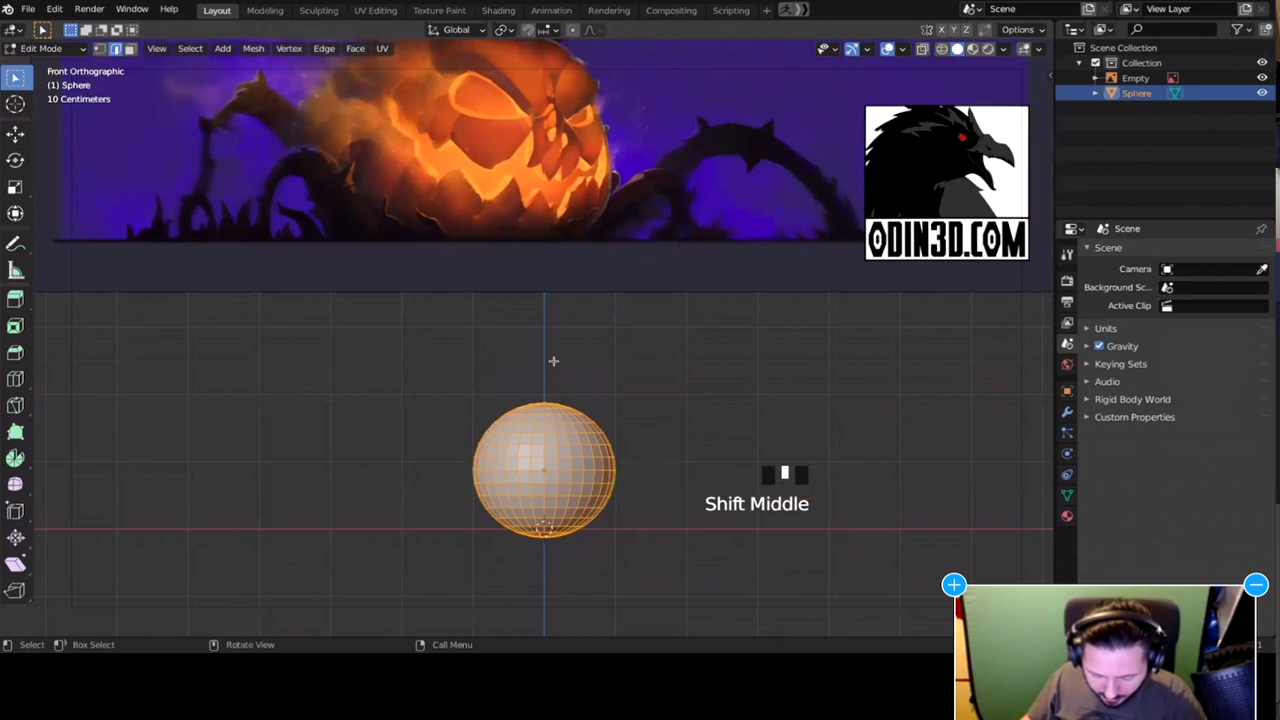 File Edit Render Window Help Layout Modeling Sculpting UV Editing Texture Paint Shading Animation Rendering Compositing Scripting + Scene View Layer
Global X Y Z Options
Edit Mode View Select Add Mesh Vertex Edge Face UV
Front Orthographic
(1) Sphere
10 Centimeters
Scene Collection
Collection
Empty
Sphere
ODIN3D.COM
Scene
Scene
Camera
Background Sc...
Active Clip
Units
Gravity
Keying Sets
Audio
Rigid Body World
Custom Properties
Shift Middle
Select Box Select Rotate View Call Menu